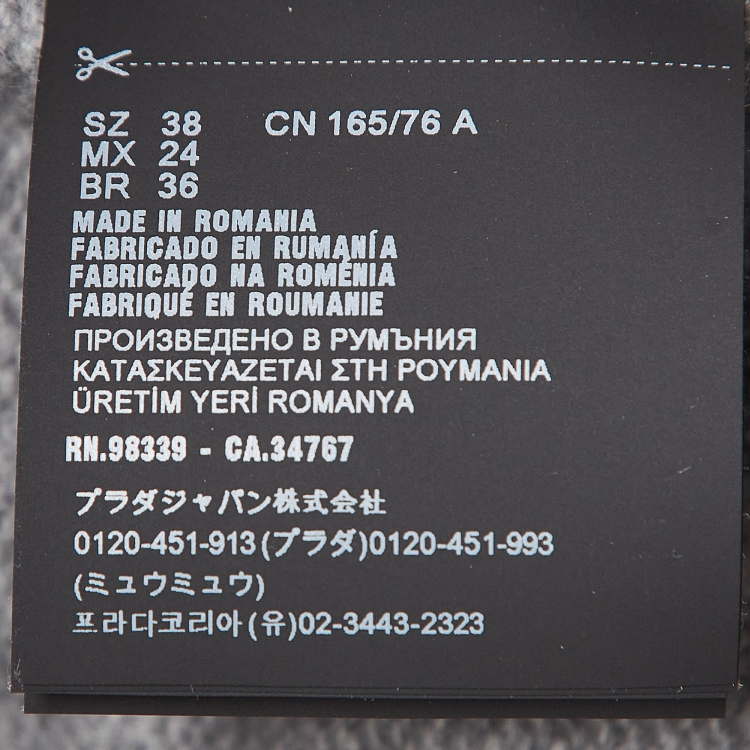 SZ 38 CN 165/76 A
MX 24
BR 36
MADE IN ROMANIA
FABRICADO EN RUMANÍA
FABRICADO NA ROMÉNIA
FABRIQUÉ EN ROUMANIE
ПРОИЗВЕДЕНО В РУМЪНИЯ
ΚΑΤΑΣΚΕΥΑΖΕΤΑΙ ΣΤΗ ΡΟΥΜΑΝΙΑ
ÜRETİM YERİ ROMANYA
RN.98339 - CA.34767
プラダジャパン株式会社
0120-451-913(プラダ)0120-451-993
(ミュウミュウ)
프라다코리아(유)02-3443-2323